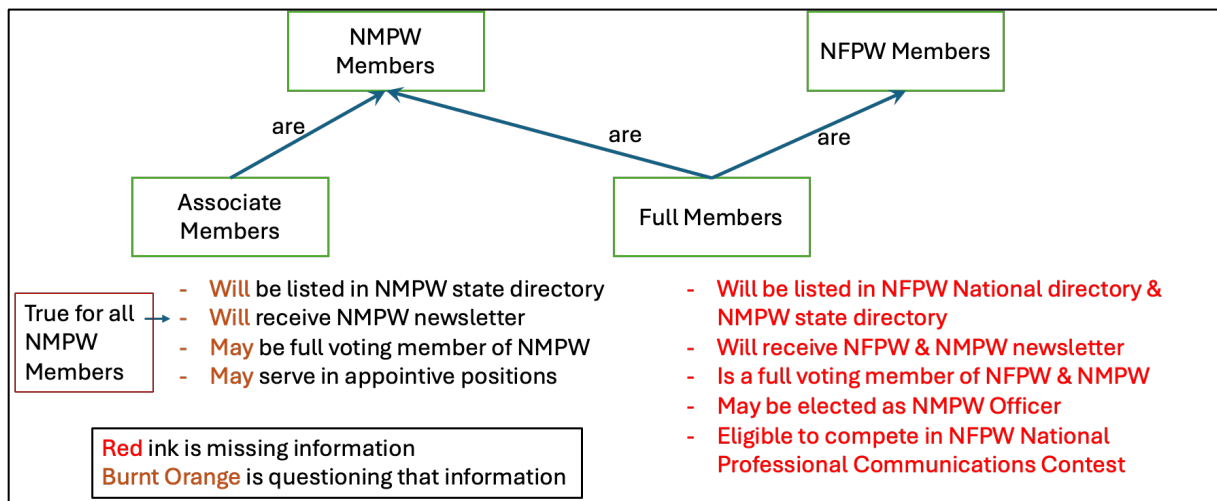 NMPW
Members
NFPW Members
are
are
are
Associate
Members
Full Members
True for all
NMPW
Members
- Will be listed in NMPW state directory
- Will receive NMPW newsletter
- May be full voting member of NMPW
- May serve in appointive positions
- Will be listed in NFPW National directory &
NMPW state directory
- Will receive NFPW & NMPW newsletter
- Is a full voting member of NFPW & NMPW
- May be elected as NMPW Officer
- Eligible to compete in NFPW National
Professional Communications Contest
Red ink is missing information
Burnt Orange is questioning that information